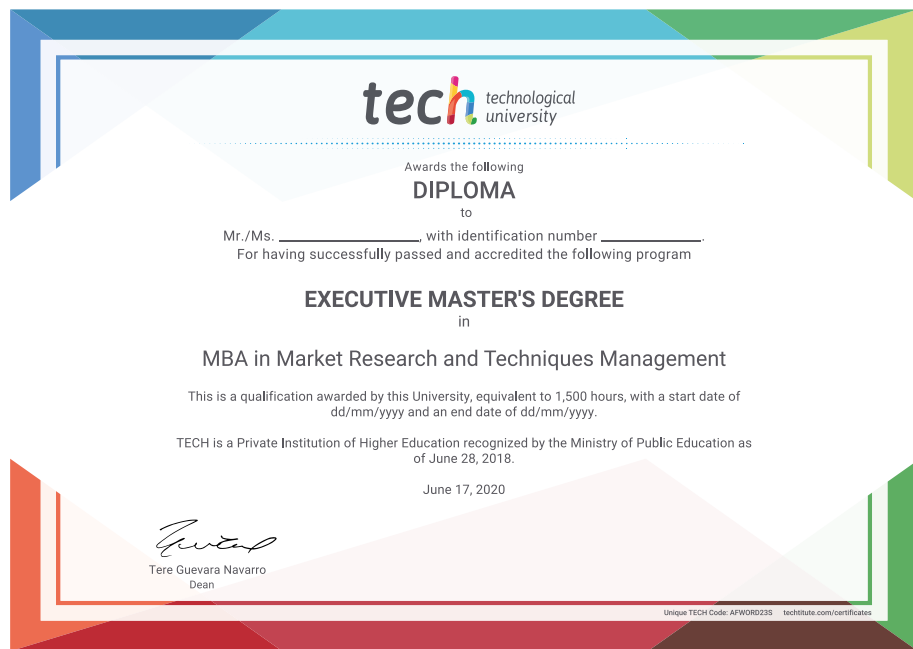 tech technological
university
Awards the following
DIPLOMA
to
Mr./Ms. ____________________, with identification number ______________.
For having successfully passed and accredited the following program
EXECUTIVE MASTER'S DEGREE
in
MBA in Market Research and Techniques Management
This is a qualification awarded by this University, equivalent to 1,500 hours, with a start date of
dd/mm/yyyy and an end date of dd/mm/yyyy.
TECH is a Private Institution of Higher Education recognized by the Ministry of Public Education as
of June 28, 2018.
June 17, 2020
Tere Guevara Navarro
Dean
Unique TECH Code: AFWORD23S techtitute.com/certificates